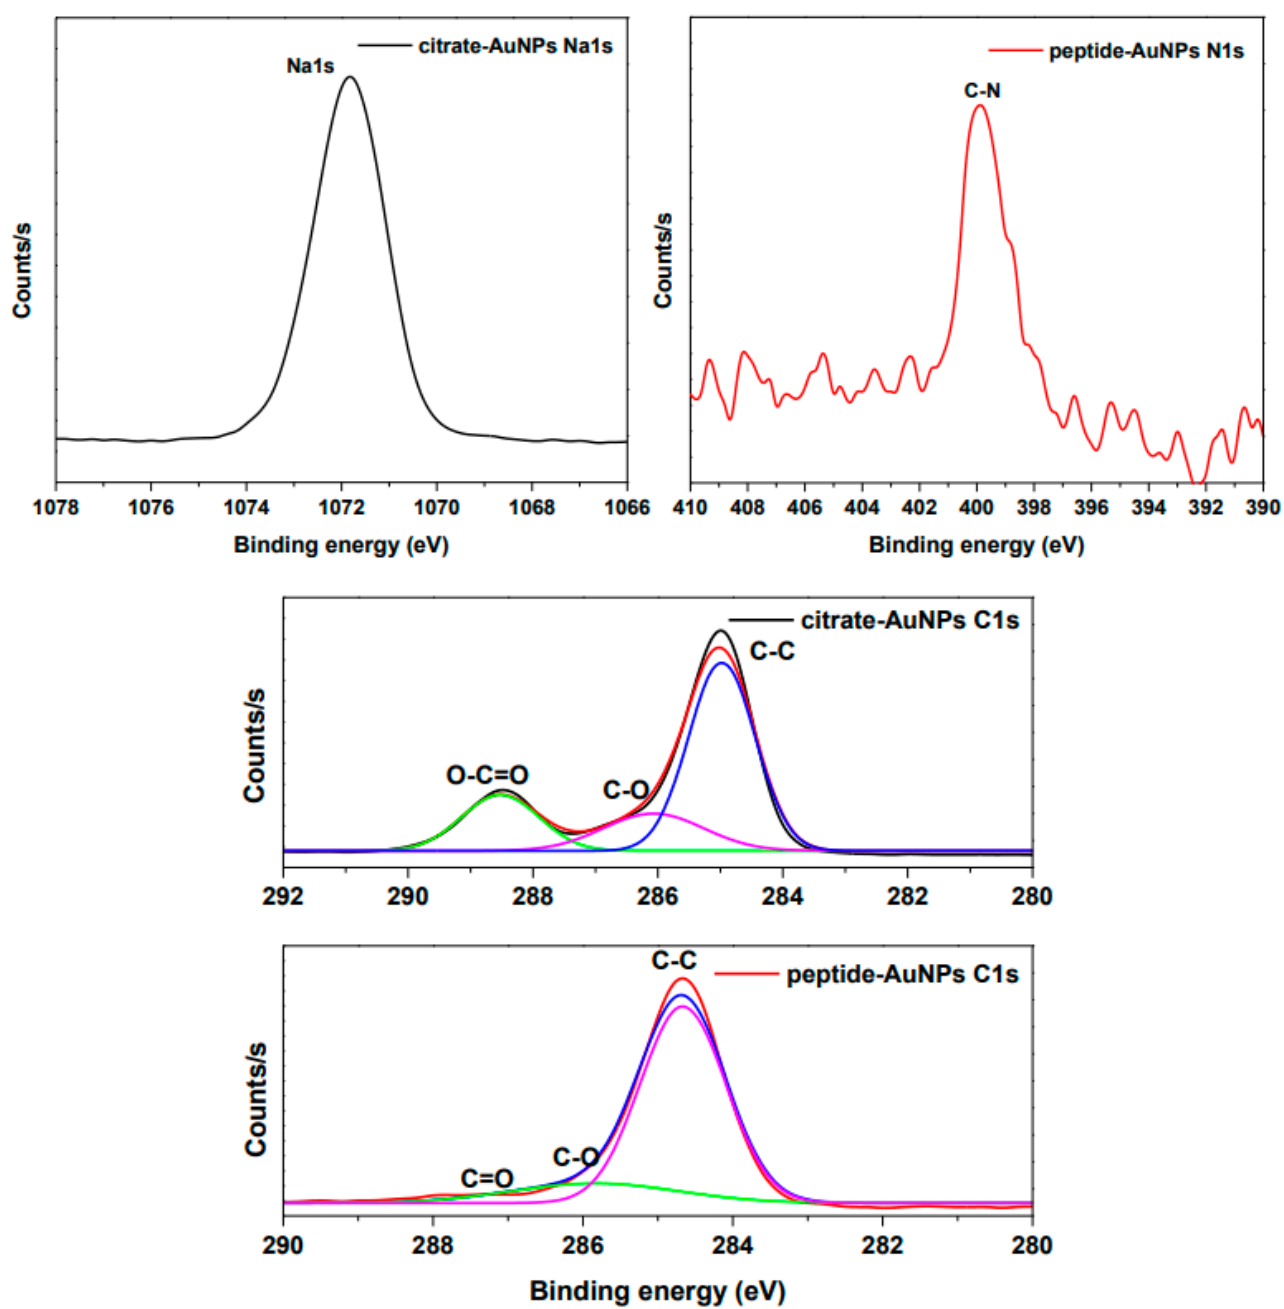 citrate-AuNPs Na1s
Na1s
Counts/s
1078 1076 1074 1072 1070 1068 1066
Binding energy (eV)
peptide-AuNPs N1s
C-N
Counts/s
410 408 406 404 402 400 398 396 394 392 390
Binding energy (eV)
citrate-AuNPs C1s
C-C
O-C=O
C-O
Counts/s
292 290 288 286 284 282 280
C-C
peptide-AuNPs C1s
C-O
C=O
Counts/s
290 288 286 284 282 280
Binding energy (eV)